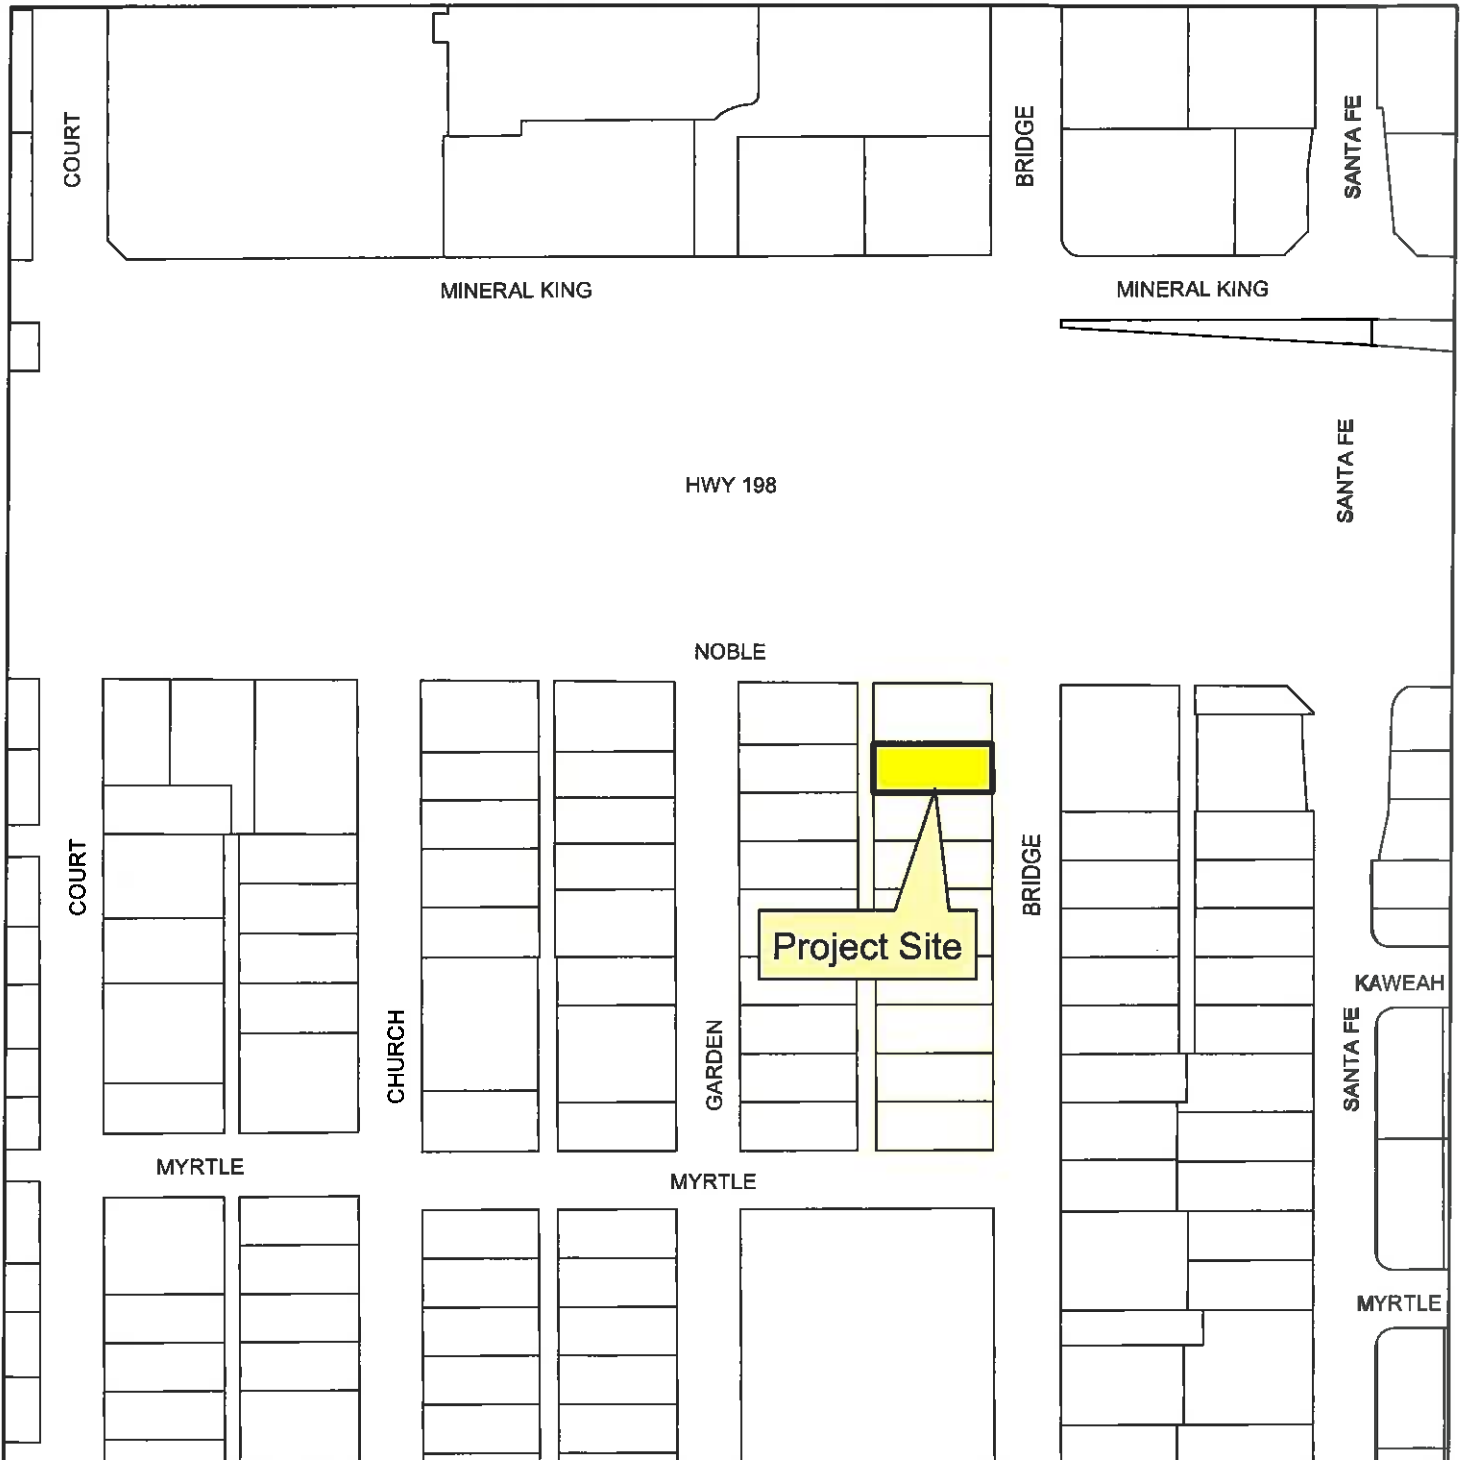 COURT
BRIDGE
SANTA FE
MINERAL KING
MINERAL KING
SANTA FE
HWY 198
NOBLE
COURT
BRIDGE
Project Site
KAWEAH
CHURCH
GARDEN
SANTA FE
MYRTLE
MYRTLE
MYRTLE